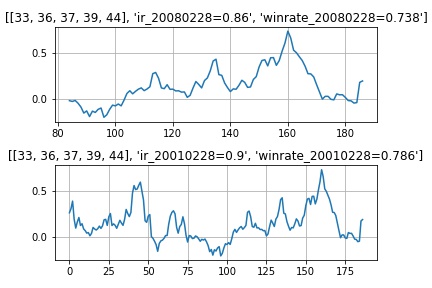 [[33, 36, 37, 39, 44], 'ir_20080228=0.86', 'winrate_20080228=0.738']
0.5
0.0
80 100 120 140 160 180
[[33, 36, 37, 39, 44], 'ir_20010228=0.9', 'winrate_20010228=0.786']
0.5
0.0
0 25 50 75 100 125 150 175